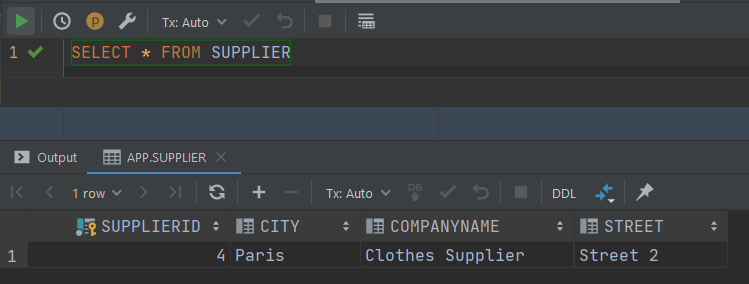 Tx: Auto
1 SELECT * FROM SUPPLIER
Output APP.SUPPLIER
1 row Tx: Auto DB DDL
SUPPLIERID CITY COMPANYNAME STREET
1 4 Paris Clothes Supplier Street 2